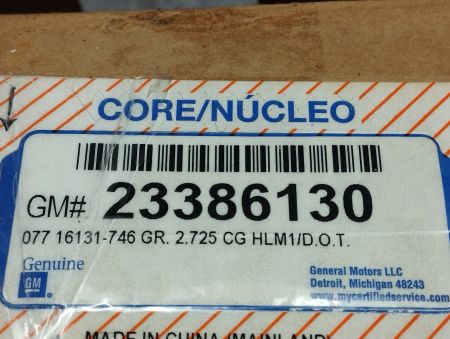 CORE/NÚCLEO
GM# 23386130
077 16131-746 GR. 2.725 CG HLM1/D.O.T.
Genuine
GM
General Motors LLC
Detroit, Michigan 48243
www.mycertifiedservice.com
MADE IN CHINA (MAINLAND)